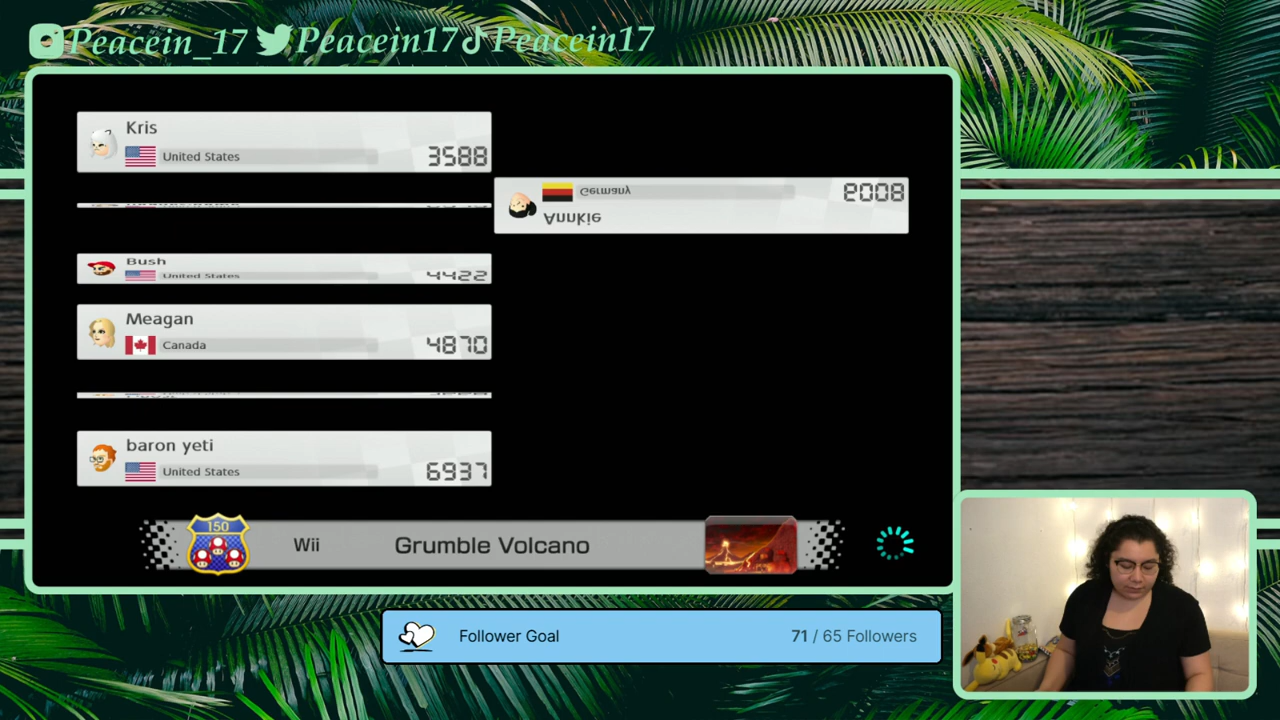 Peacein_17 Peacein17 Peacein17
Kris
United States 3588
Germany 8009
Annkie
Bush
United States 4422
Meagan
Canada 4870
baron yeti
United States 6937
150 Wii Grumble Volcano
Follower Goal 71 / 65 Followers